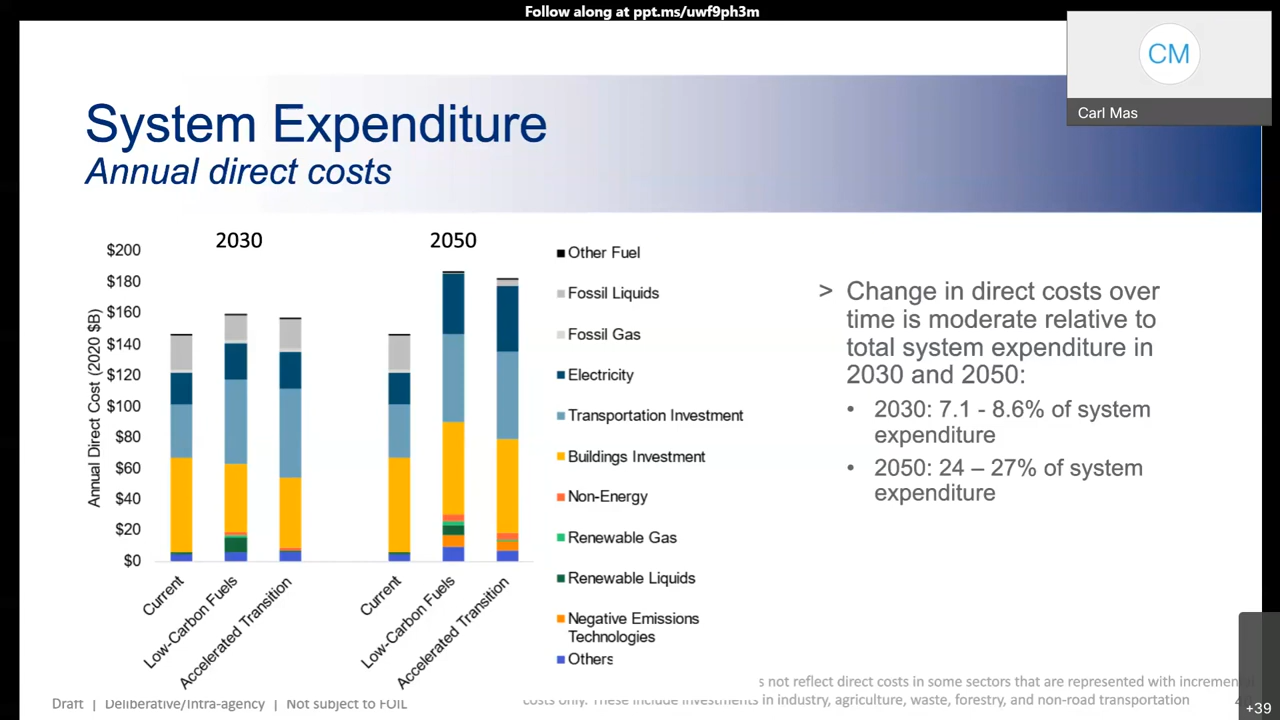 Follow along at ppt.ms/uwf9ph3m
CM
Carl Mas
System Expenditure
Annual direct costs
2030
2050
Annual Direct Cost (2020 $B)
$200
$180
$160
$140
$120
$100
$80
$60
$40
$20
$0
Current
Low-Carbon Fuels
Accelerated Transition
Current
Low-Carbon Fuels
Accelerated Transition
Other Fuel
Fossil Liquids
Fossil Gas
Electricity
Transportation Investment
Buildings Investment
Non-Energy
Renewable Gas
Renewable Liquids
Negative Emissions
Technologies
Others
> Change in direct costs over
time is moderate relative to
total system expenditure in
2030 and 2050:
• 2030: 7.1 - 8.6% of system
expenditure
• 2050: 24 – 27% of system
expenditure
s not reflect direct costs in some sectors that are represented with increment
costs only. These include investments in industry, agriculture, waste, forestry, and non-road transportation
Draft | Deliberative/Intra-agency | Not subject to FOIL
+39